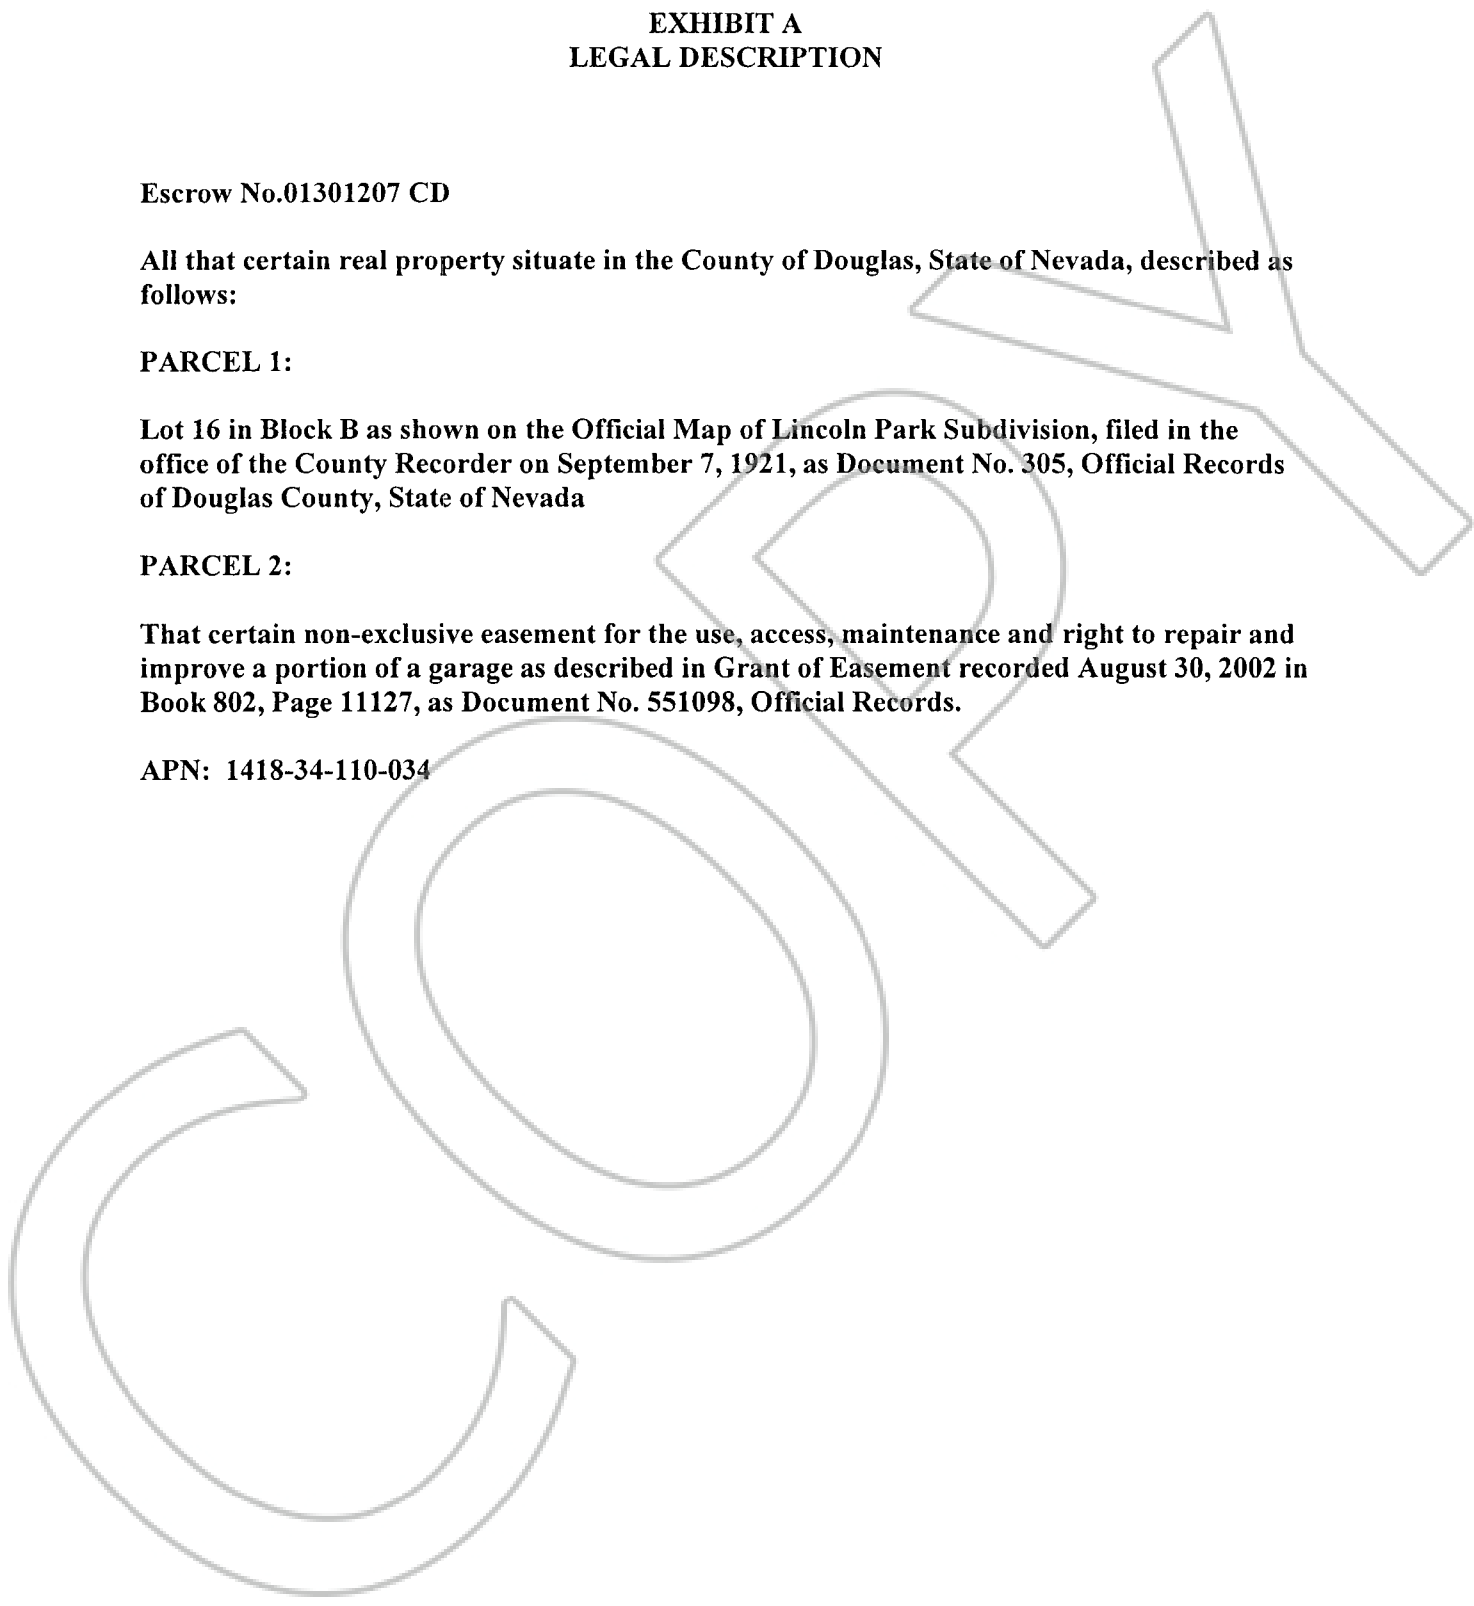 EXHIBIT A
LEGAL DESCRIPTION
Escrow No.01301207 CD
All that certain real property situate in the County of Douglas, State of Nevada, described as
follows:
PARCEL 1:
Lot 16 in Block B as shown on the Official Map of Lincoln Park Subdivision, filed in the
office of the County Recorder on September 7, 1921, as Document No. 305, Official Records
of Douglas County, State of Nevada
PARCEL 2:
That certain non-exclusive easement for the use, access, maintenance and right to repair and
improve a portion of a garage as described in Grant of Easement recorded August 30, 2002 in
Book 802, Page 11127, as Document No. 551098, Official Records.
APN: 1418-34-110-034
COPY